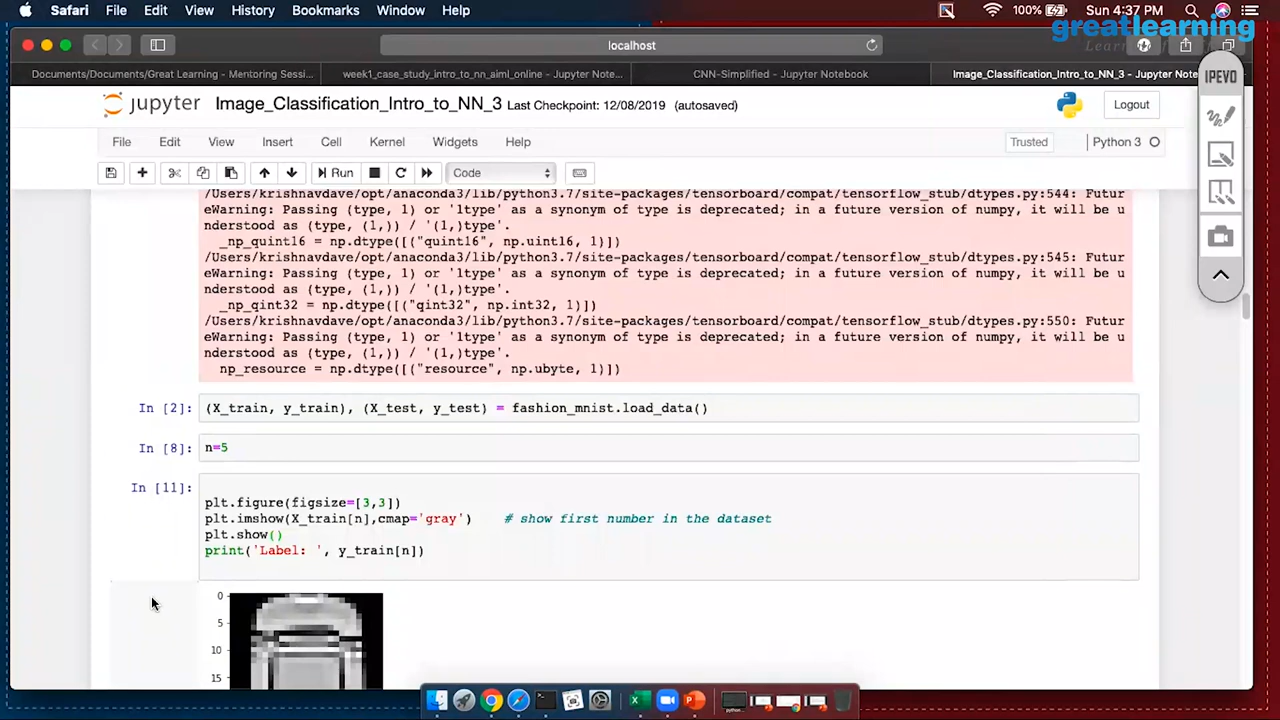 Safari File Edit View History Bookmarks Window Help 100% Sun 4:37 PM
greatlearning
localhost
Documents/Documents/Great Learning - Mentoring Sessi... week1_case_study_intro_to_nn_aiml_online - Jupyter Note... CNN-Simplified - Jupyter Notebook Image_Classification_Intro_to_NN_3 - Jupyter Note
IPEVO
jupyter Image_Classification_Intro_to_NN_3 Last Checkpoint: 12/08/2019 (autosaved) Logout
File Edit View Insert Cell Kernel Widgets Help Trusted Python 3
Run Code
/Users/krishnavdave/opt/anaconda3/lib/python3.7/site-packages/tensorboard/compat/tensorflow_stub/dtypes.py:544: Futur
eWarning: Passing (type, 1) or '1type' as a synonym of type is deprecated; in a future version of numpy, it will be u
nderstood as (type, (1,)) / '(1,)type'.
_np_quint16 = np.dtype([("quint16", np.uint16, 1)])
/Users/krishnavdave/opt/anaconda3/lib/python3.7/site-packages/tensorboard/compat/tensorflow_stub/dtypes.py:545: Futur
eWarning: Passing (type, 1) or '1type' as a synonym of type is deprecated; in a future version of numpy, it will be u
nderstood as (type, (1,)) / '(1,)type'.
_np_qint32 = np.dtype([("qint32", np.int32, 1)])
/Users/krishnavdave/opt/anaconda3/lib/python3.7/site-packages/tensorboard/compat/tensorflow_stub/dtypes.py:550: Futur
eWarning: Passing (type, 1) or '1type' as a synonym of type is deprecated; in a future version of numpy, it will be u
nderstood as (type, (1,)) / '(1,)type'.
np_resource = np.dtype([("resource", np.ubyte, 1)])
In [2]: (X_train, y_train), (X_test, y_test) = fashion_mnist.load_data()
In [8]: n=5
In [11]:
plt.figure(figsize=[3,3])
plt.imshow(X_train[n],cmap='gray') # show first number in the dataset
plt.show()
print('Label: ', y_train[n])
0
5
10
15